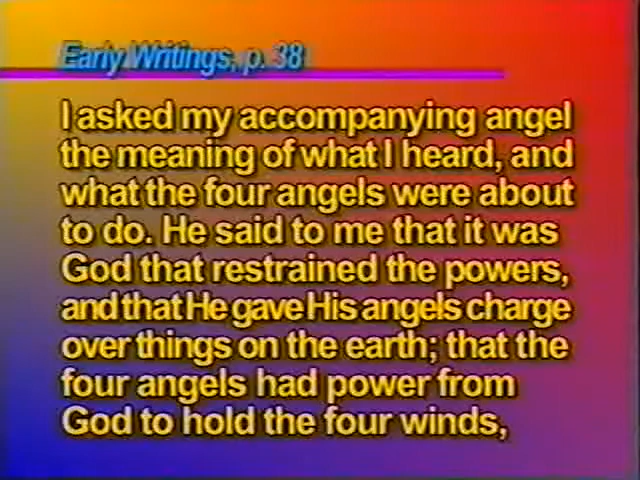 Early Writings, p. 38
I asked my accompanying angel
the meaning of what I heard, and
what the four angels were about
to do. He said to me that it was
God that restrained the powers,
and that He gave His angels charge
over things on the earth; that the
four angels had power from
God to hold the four winds,